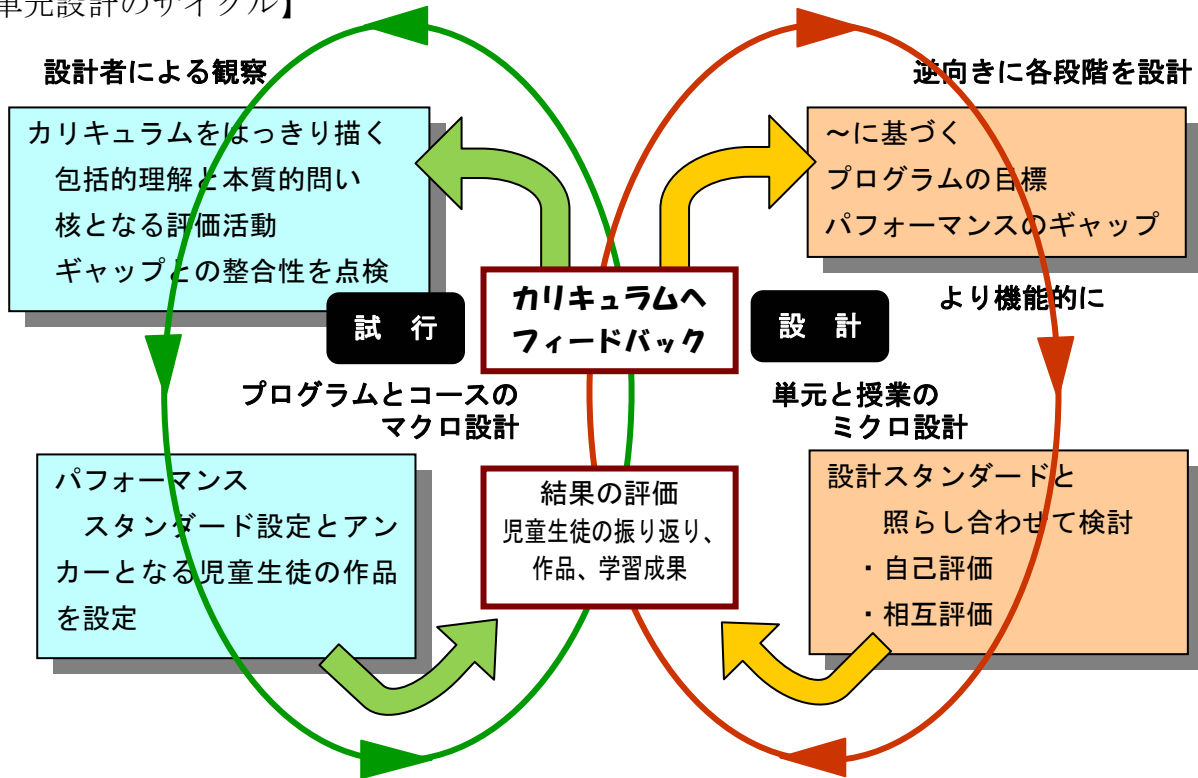 単元設計のサイクル】
設計者による観察
逆向きに各段階を設計
カリキュラムをはっきり描く
包括的理解と本質的問い
核となる評価活動
ギャップとの整合性を点検
～に基づく
プログラムの目標
パフォーマンスのギャップ
より機能的に
カリキュラムへ
フィードバック
試 行
設 計
プログラムとコースの
マクロ設計
単元と授業の
ミクロ設計
パフォーマンス
スタンダード設定とアン
カーとなる児童生徒の作品
を設定
結果の評価
児童生徒の振り返り、
作品、学習成果
設計スタンダードと
照らし合わせて検討
・自己評価
・相互評価